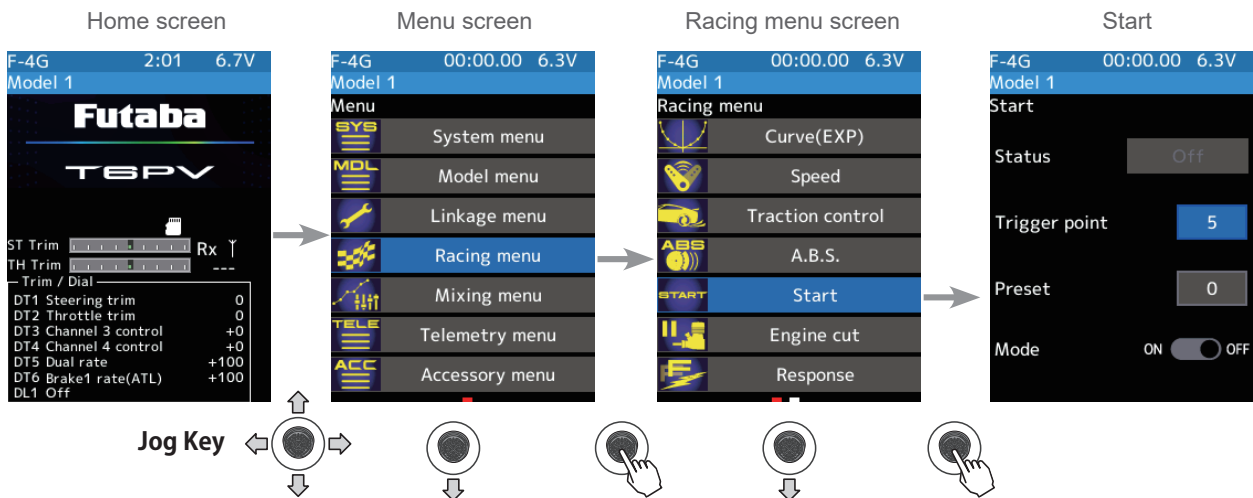 Home screen
Menu screen
Racing menu screen
Start
F-4G 2:01 6.7V
Model 1
Futaba
T6PV
ST Trim
Rx
TH Trim
---
Trim / Dial
DT1 Steering trim 0
DT2 Throttle trim 0
DT3 Channel 3 control +0
DT4 Channel 4 control +0
DT5 Dual rate +100
DT6 Brake1 rate(ATL) +100
DL1 Off
F-4G 00:00.00 6.3V
Model 1
Menu
SYS System menu
MDL Model menu
Linkage menu
Racing menu
Mixing menu
TELE Telemetry menu
ACC Accessory menu
F-4G 00:00.00 6.3V
Model 1
Racing menu
Curve(EXP)
Speed
Traction control
ABS A.B.S.
START Start
Engine cut
Response
F-4G 00:00.00 6.3V
Model 1
Start
Status Off
Trigger point 5
Preset 0
Mode ON OFF
Jog Key